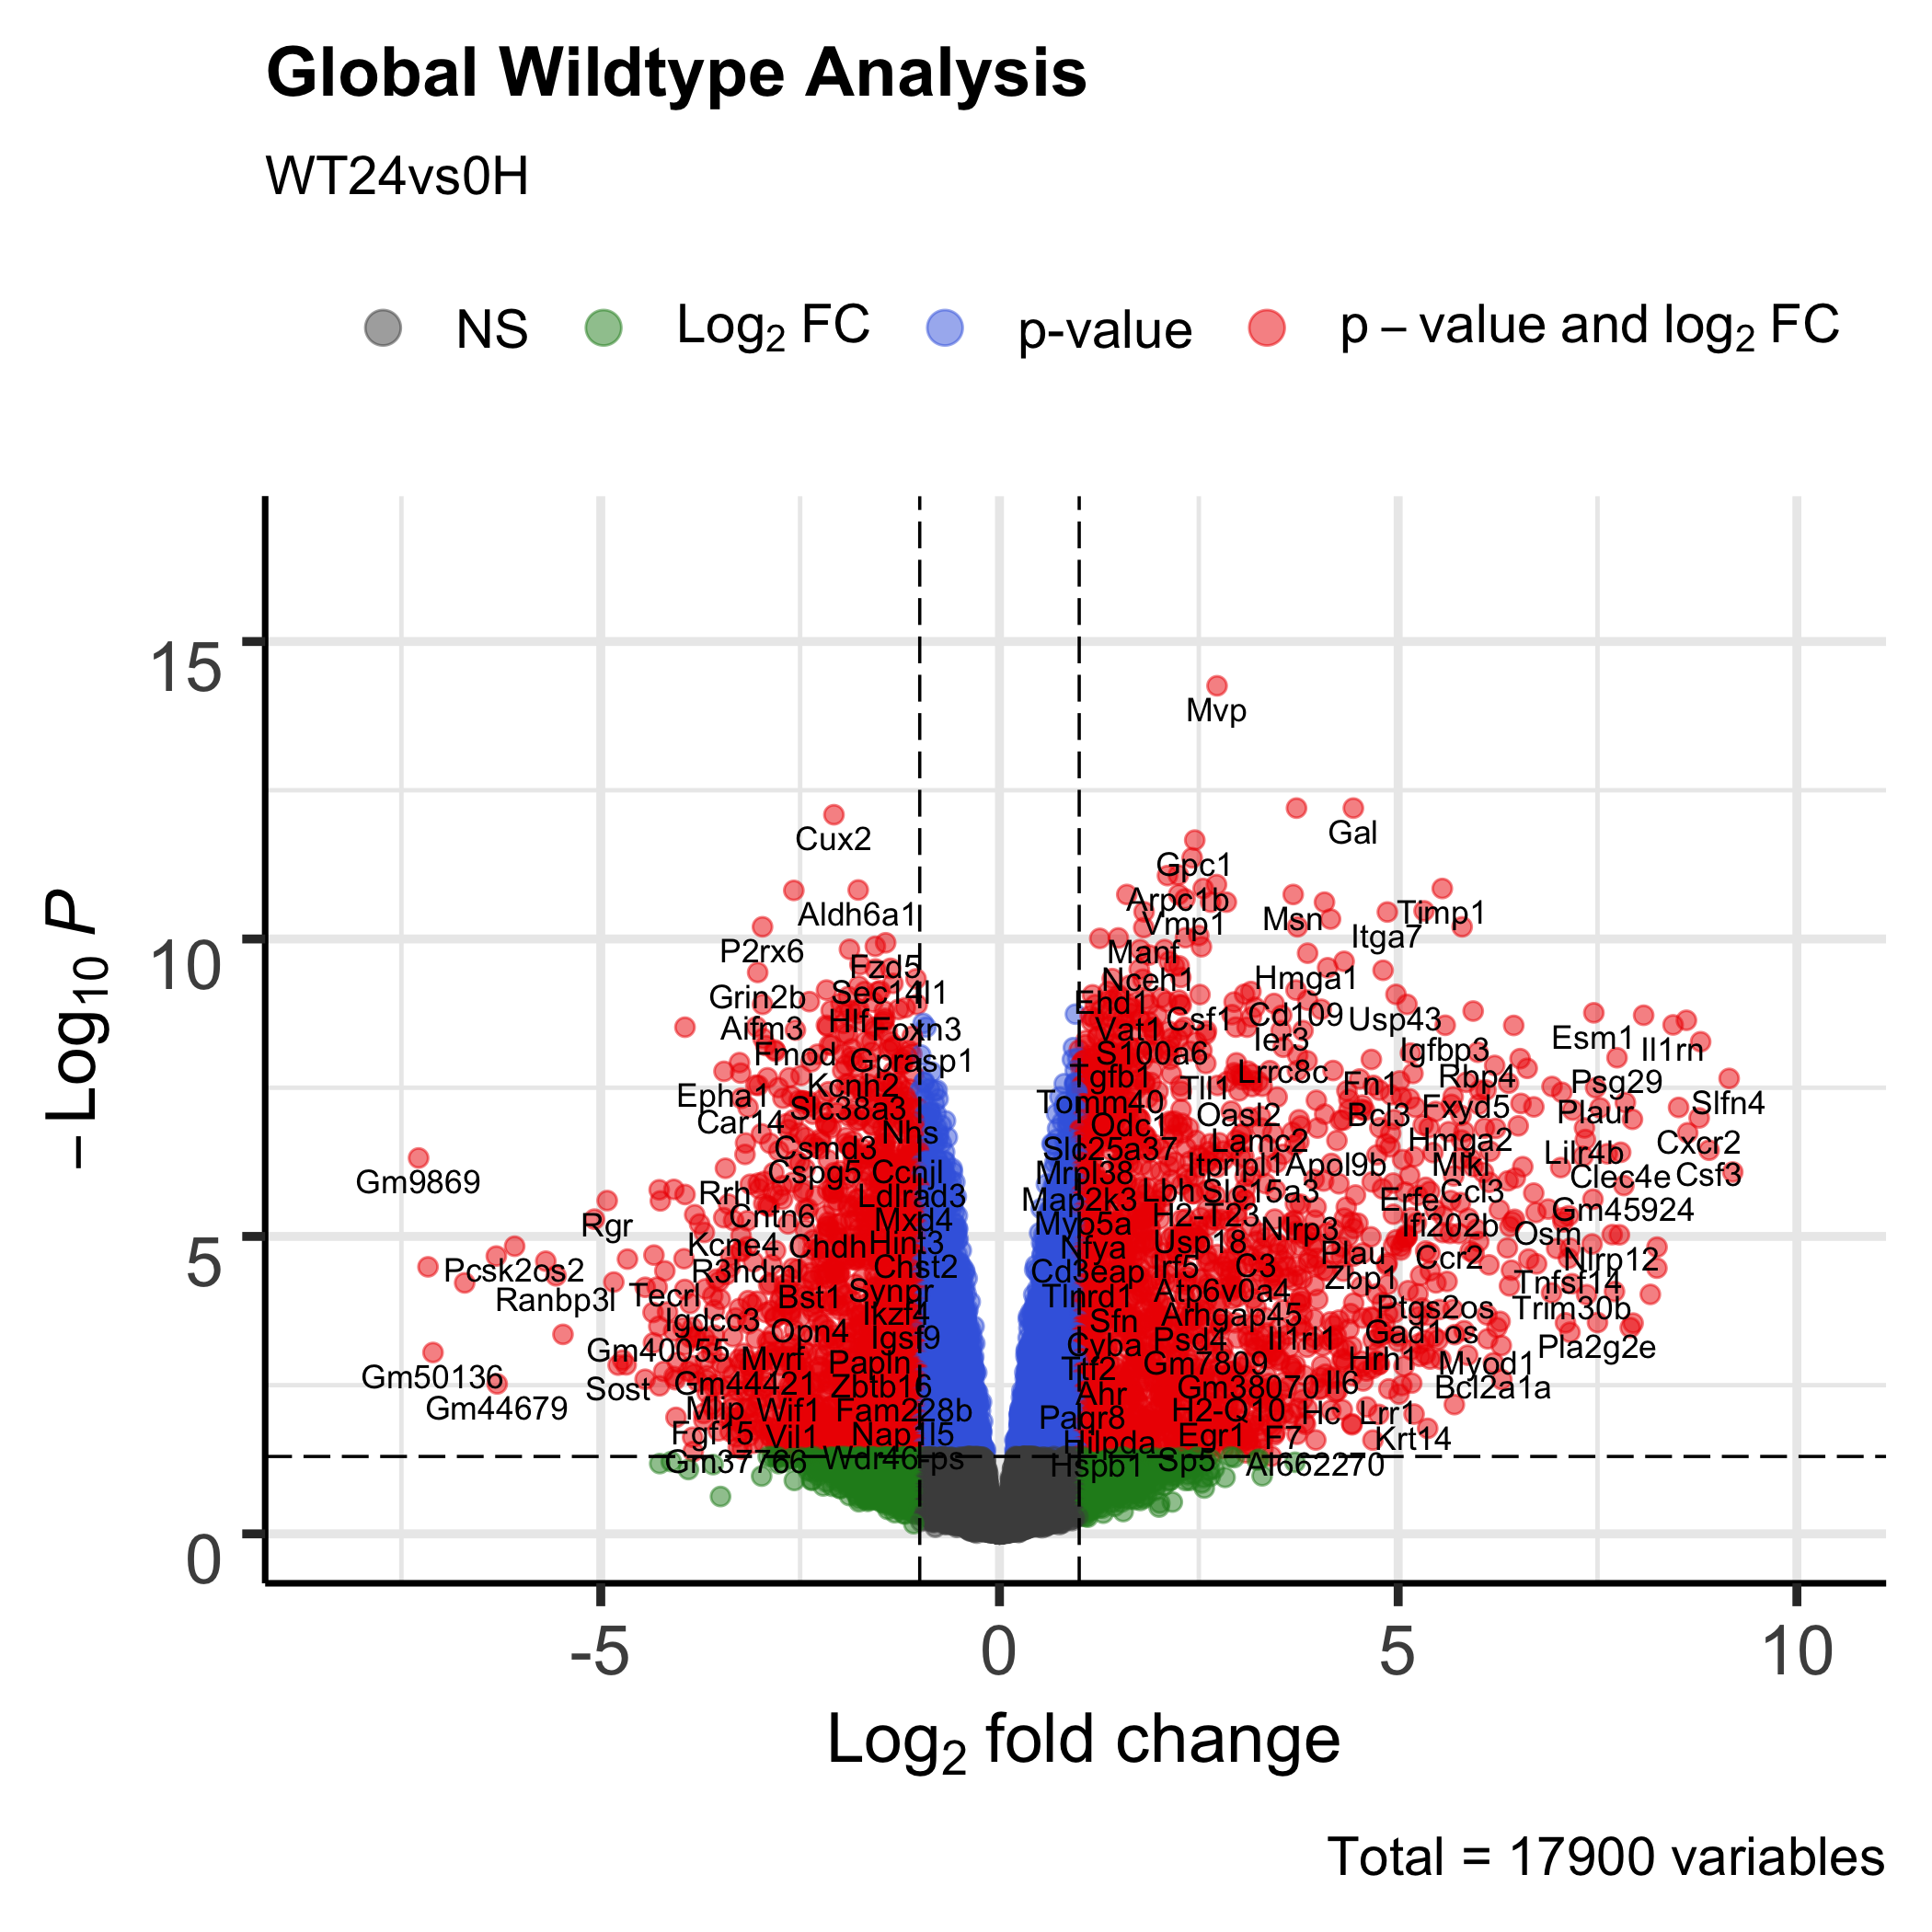 Global Wildtype Analysis
WT24vs0H
NS Log2 FC p-value p – value and log2 FC
– Log10 P
15
10
5
0
Mvp
Cux2 Gal
Gpc1
Aldh6a1 Arpc1b Msn Timp1
Vmp1 Itga7
P2rx6 Manf
Fzd5 Nceh1 Hmga1
Grin2b Sec14l1 Ehd1
Aifm3 Hlf Foxn3 Vat1 Csf1 Cd109 Usp43
Fmod Gprasp1 S100a6 Ier3 Igfbp3 Esm1 Il1rn
Epha1 Kcnh2 Tgfb1 Tll1 Lrrc8c Fn1 Rbp4 Psg29
Car14 Slc38a3 Tomm40 Oasl2 Bcl3 Fxyd5 Plaur Slfn4
Nhs Odc1
Csmd3 Slc25a37 Lamc2 Hmga2 Lilr4b Cxcr2
Gm9869 Cspg5 Ccnjl Mrpl38 Itpripl1 Apol9b Mlkl Clec4e Csf3
Rrh Ldlrad3 Map2k3 Lbh Slc15a3 Erfe Ccl3
Rgr Cntn6 Mxd4 H2-T23 Nlrp3 Ifi202b Gm45924
Kcne4 Chdh Hint3 Nfya Usp18 Plau Ccr2 Osm Nlrp12
Pcsk2os2 R3hdml Chst2 Cd3eap Irf5 C3 Zbp1 Tnfsf14
Ranbp3l Tecrl Bst1 Synpr Atp6v0a4 Ptgs2os Trim30b
Igdcc3 Opn4 Ikzf4 Sfn Arhgap45
Gm40055 Igsf9 Cyba Psd4 Il1rl1 Gad1os Pla2g2e
Gm50136 Myrf Papln Ttf2 Gm7809 Hrh1 Myod1
Sost Gm44421 Zbtb16 Ahr Gm38070 Il6 Bcl2a1a
Gm44679 Mlip Wif1 Fam228b Paqr8 H2-Q10 Hc Lrr1
Fgf15 Vil1 Nap1l5 Hilpda Egr1 F7 Krt14
Gm37766 Wdr46 Hspb1 Sp5 AI662270
-5 0 5 10
Log2 fold change
Total = 17900 variables